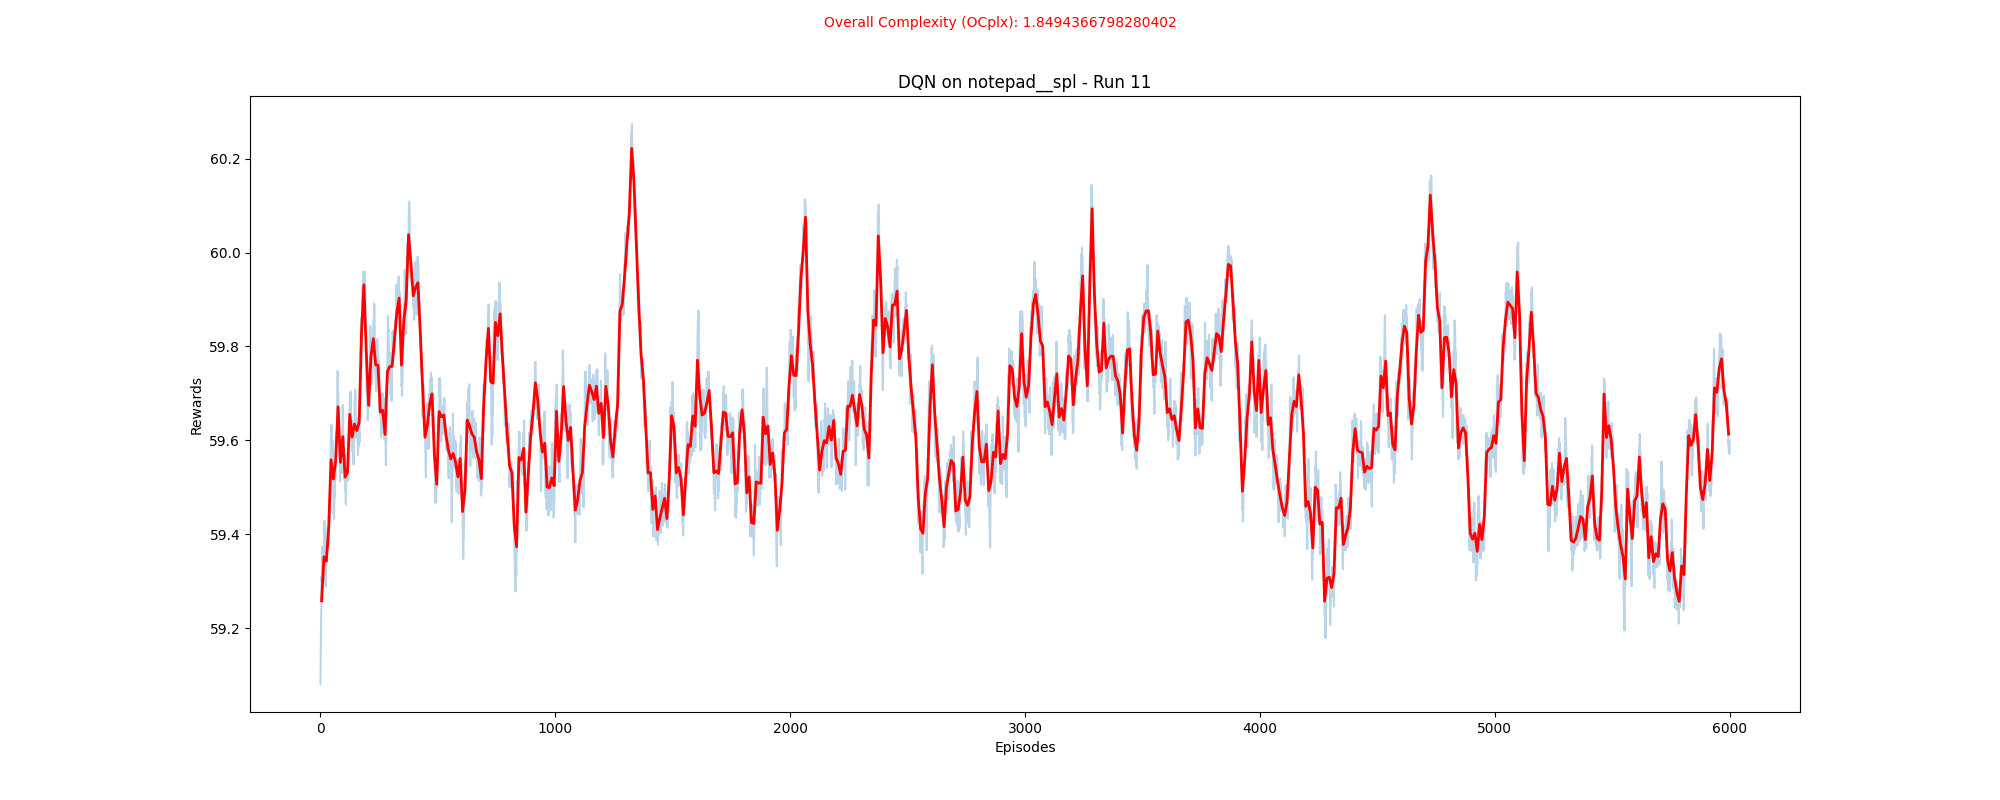 Overall Complexity (OCplx): 1.8494366798280402
DQN on notepad__spl - Run 11
Rewards
60.2
60.0
59.8
59.6
59.4
59.2
0 1000 2000 3000 4000 5000 6000
Episodes